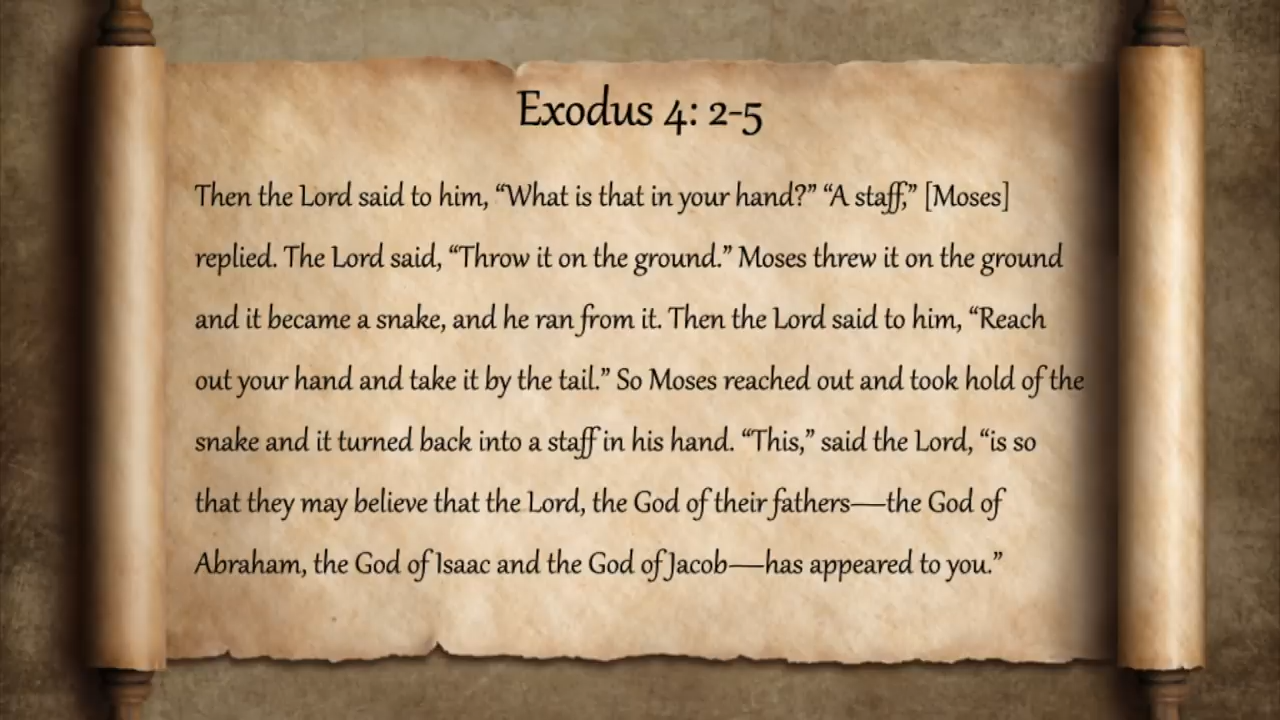 Exodus 4: 2-5
Then the Lord said to him, “What is that in your hand?” “A staff,” [Moses]
replied. The Lord said, “Throw it on the ground.” Moses threw it on the ground
and it became a snake, and he ran from it. Then the Lord said to him, “Reach
out your hand and take it by the tail.” So Moses reached out and took hold of the
snake and it turned back into a staff in his hand. “This,” said the Lord, “is so
that they may believe that the Lord, the God of their fathers—the God of
Abraham, the God of Isaac and the God of Jacob—has appeared to you.”